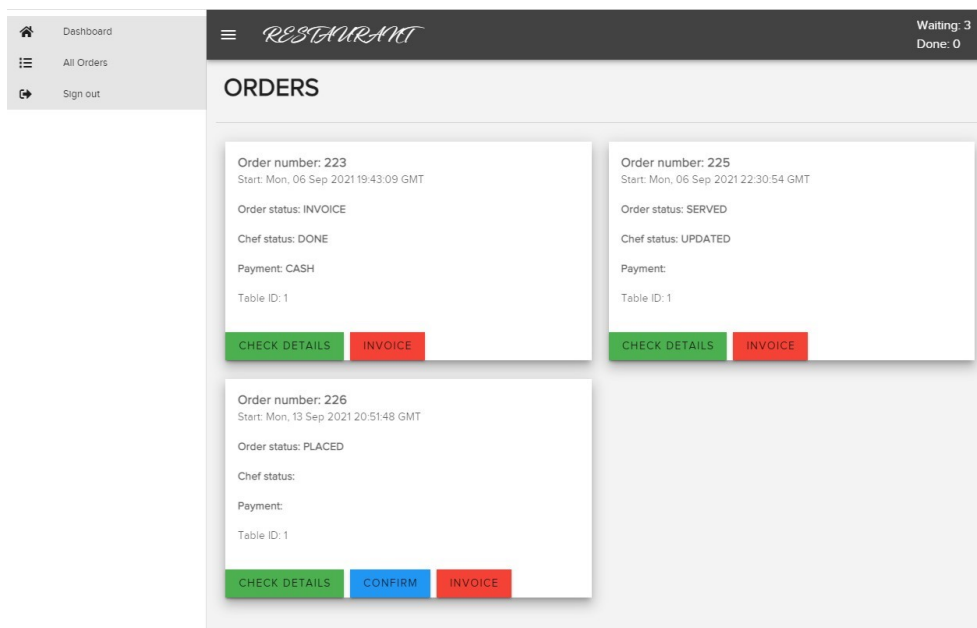 Dashboard
All Orders
Sign out
RESTAURANT
Waiting: 3
Done: 0
ORDERS
Order number: 223
Start: Mon, 06 Sep 2021 19:43:09 GMT
Order status: INVOICE
Chef status: DONE
Payment: CASH
Table ID: 1
CHECK DETAILS
INVOICE
Order number: 225
Start: Mon, 06 Sep 2021 22:30:54 GMT
Order status: SERVED
Chef status: UPDATED
Payment:
Table ID: 1
CHECK DETAILS
INVOICE
Order number: 226
Start: Mon, 13 Sep 2021 20:51:48 GMT
Order status: PLACED
Chef status:
Payment:
Table ID: 1
CHECK DETAILS
CONFIRM
INVOICE